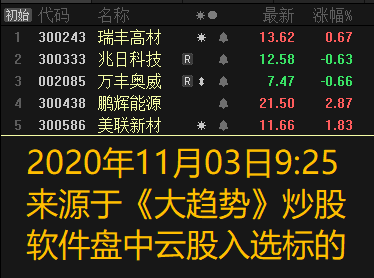 初始 代码 名称 最新 涨幅%
1 300243 瑞丰高材 13.62 0.67
2 300333 兆日科技 R 12.58 -0.63
3 002085 万丰奥威 R 7.47 -0.66
4 300438 鹏辉能源 21.50 2.87
5 300586 美联新材 11.66 1.83
2020年11月03日9:25
来源于《大趋势》炒股
软件盘中云股入选标的